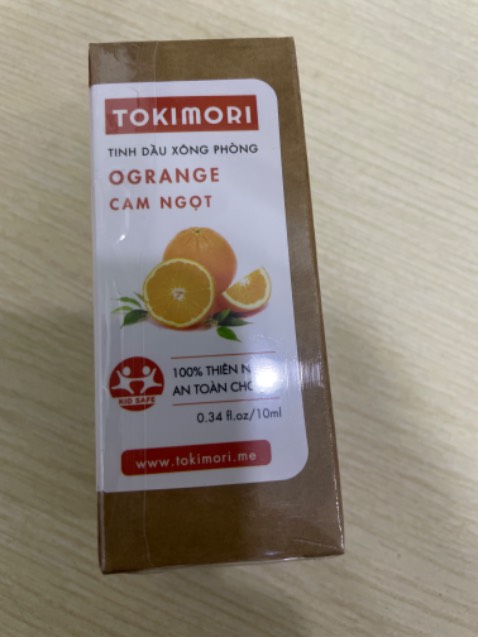 TOKIMORI
TINH DẦU XÔNG PHÒNG
OGRANGE
CAM NGỌT
100% THIÊN
AN TOÀN CHO
KID SAFE
0.34 fl.oz/10ml
www.tokimori.me